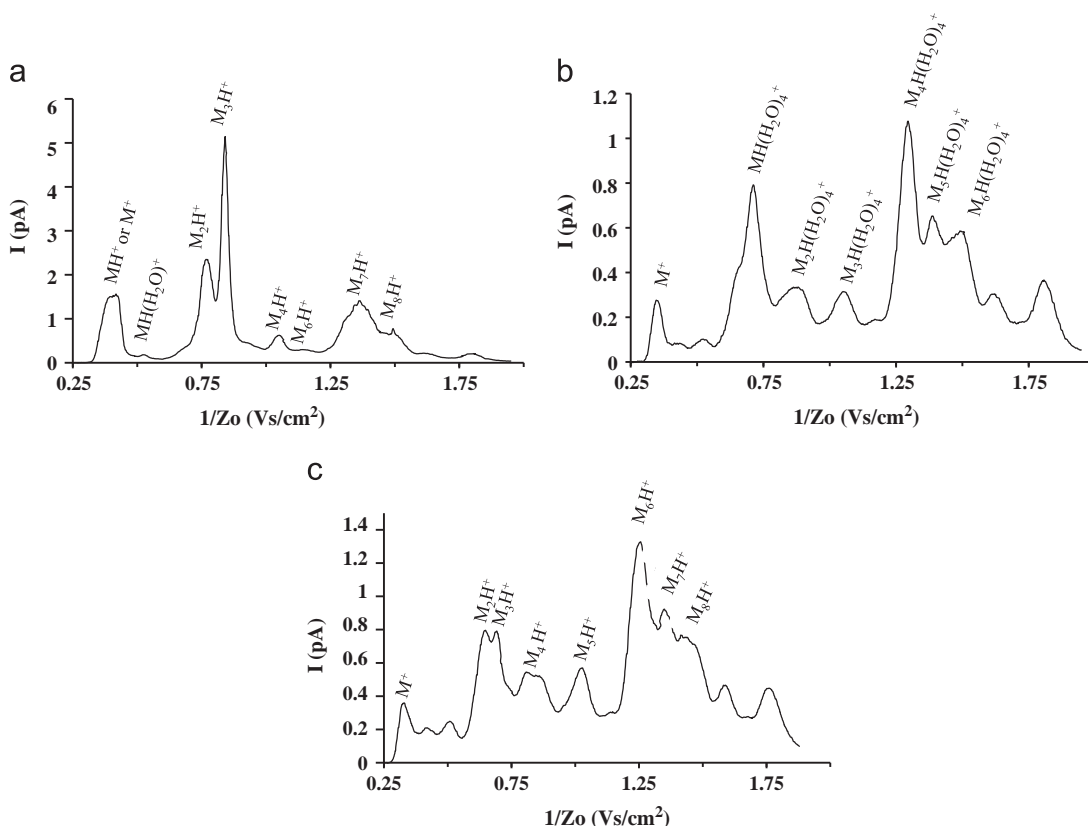 a
I (pA)
6
5
4
3
2
1
0
MH⁺ or M⁺
MH(H₂O)⁺
M₂H⁺
M₃H⁺
M₄H⁺
M₆H⁺
M₇H⁺
M₈H⁺
0.25 0.75 1.25 1.75
1/Zo (Vs/cm²)
b
I (pA)
1.2
1
0.8
0.6
0.4
0.2
0
M⁺
MH(H₂O)₄⁺
M₂H(H₂O)₄⁺
M₃H(H₂O)₄⁺
M₄H(H₂O)₄⁺
M₅H(H₂O)₄⁺
M₆H(H₂O)₄⁺
0.25 0.75 1.25 1.75
1/Zo (Vs/cm²)
c
I (pA)
1.4
1.2
1
0.8
0.6
0.4
0.2
0
M⁺
M₂H⁺
M₃H⁺
M₄H⁺
M₅H⁺
M₆H⁺
M₇H⁺
M₈H⁺
0.25 0.75 1.25 1.75
1/Zo (Vs/cm²)